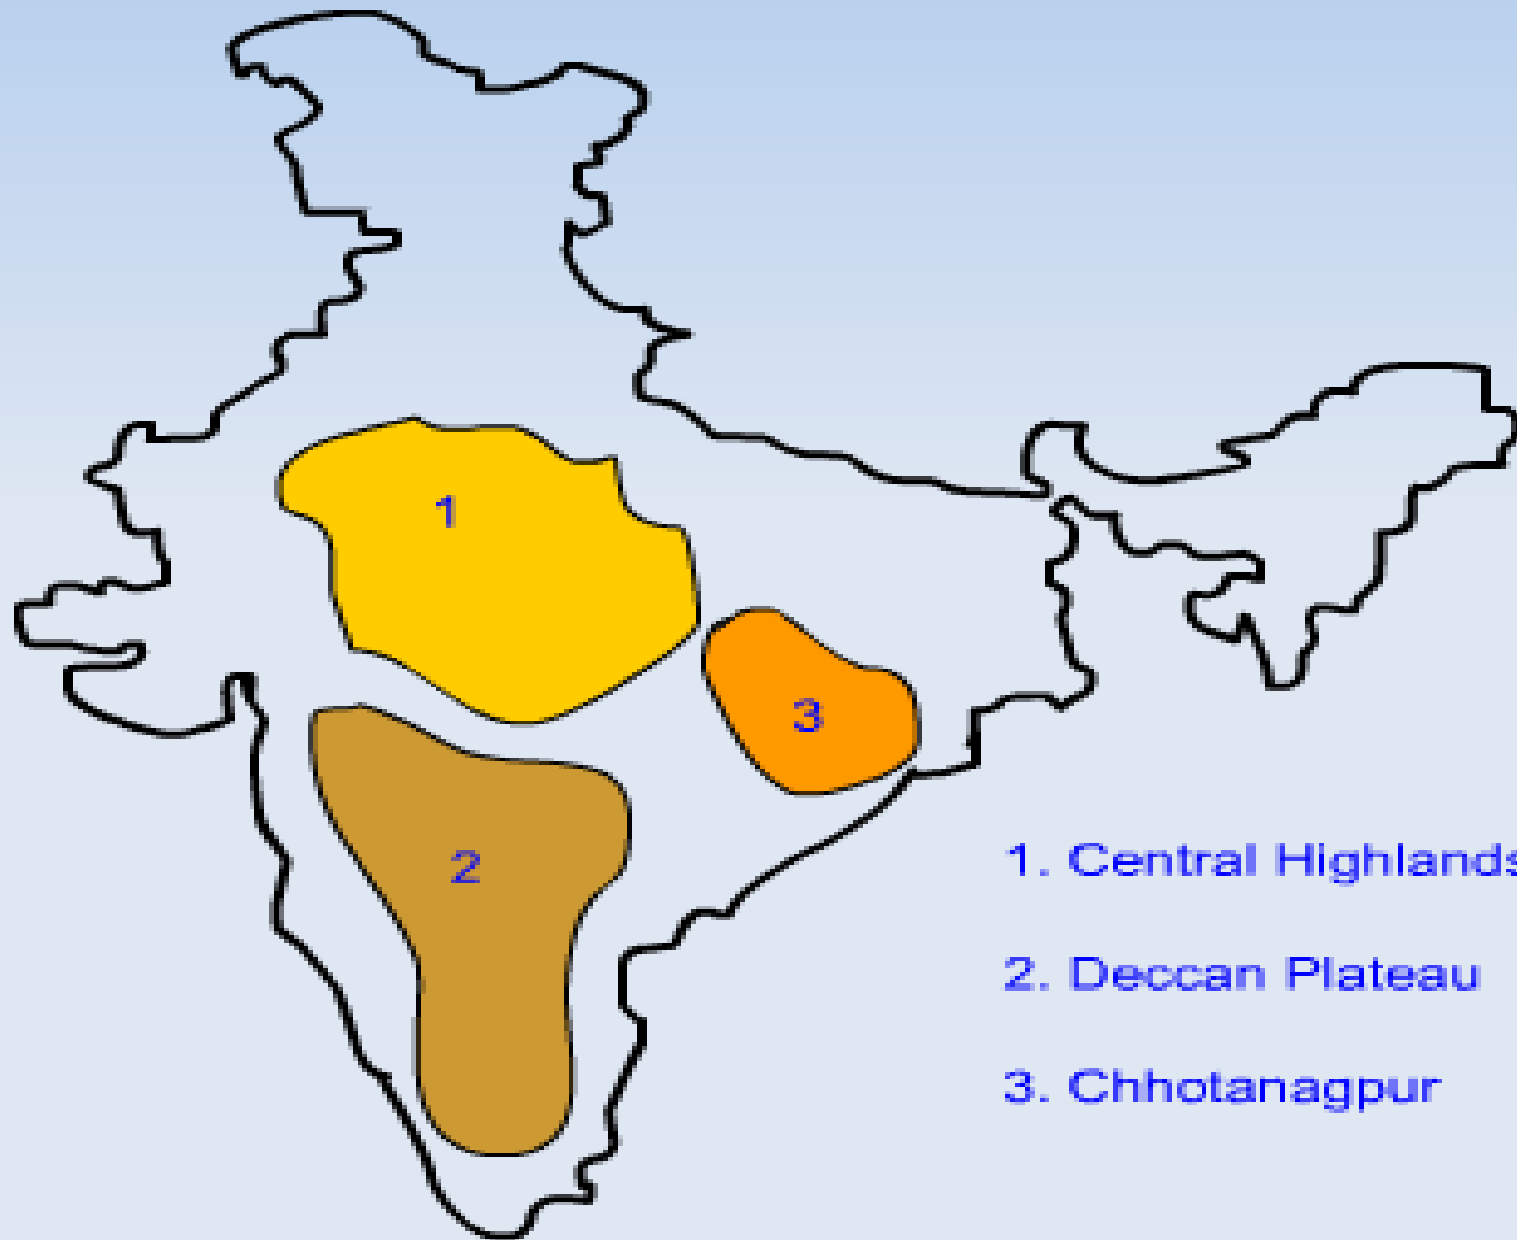 1
3
2
1. Central Highlands
2. Deccan Plateau
3. Chhotanagpur